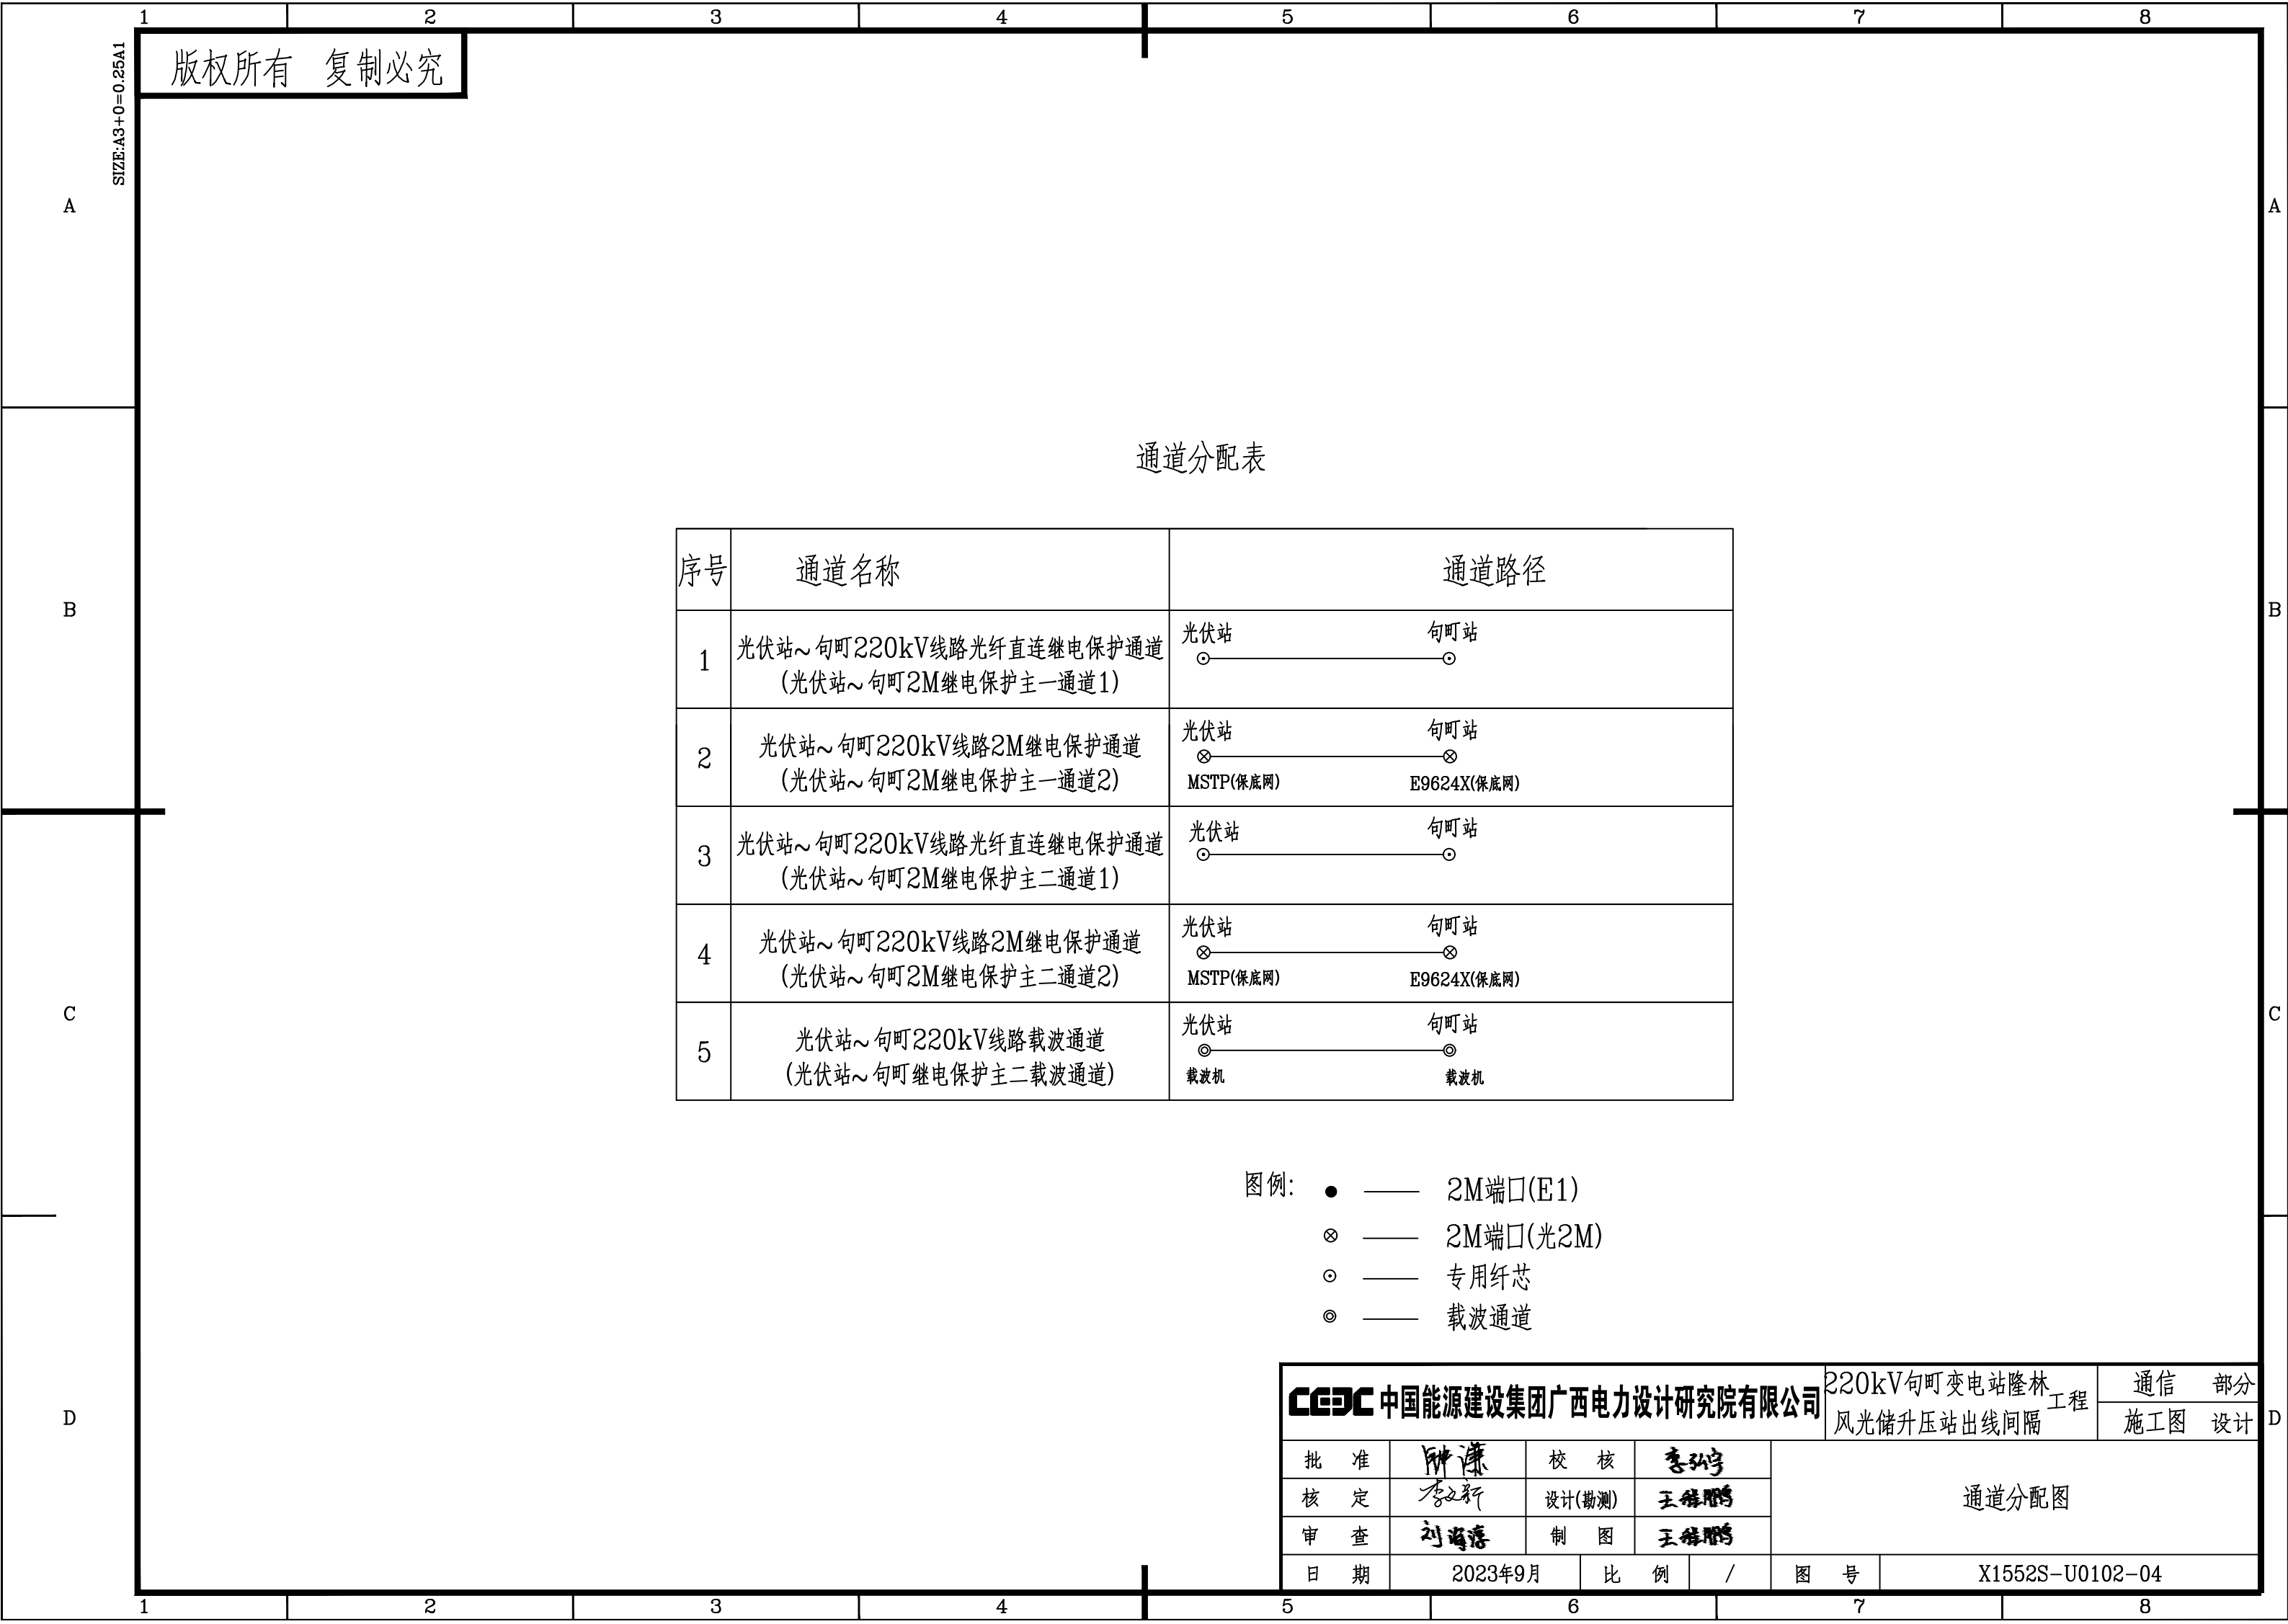 1 2 3 4 5 6 7 8
SIZE:A3+0=0.25A1
版权所有 复制必究
A A
B B
C C
D D
通道分配表
序号 通道名称 通道路径
1
光伏站~句町220kV线路光纤直连继电保护通道
(光伏站~句町2M继电保护主一通道1)
光伏站 句町站
2
光伏站~句町220kV线路2M继电保护通道
(光伏站~句町2M继电保护主一通道2)
光伏站 句町站
MSTP(保底网) E9624X(保底网)
3
光伏站~句町220kV线路光纤直连继电保护通道
(光伏站~句町2M继电保护主二通道1)
光伏站 句町站
4
光伏站~句町220kV线路2M继电保护通道
(光伏站~句町2M继电保护主二通道2)
光伏站 句町站
MSTP(保底网) E9624X(保底网)
5
光伏站~句町220kV线路载波通道
(光伏站~句町继电保护主二载波通道)
光伏站 句町站
载波机 载波机
图例:
2M端口(E1)
2M端口(光2M)
专用纤芯
载波通道
CEEC 中国能源建设集团广西电力设计研究院有限公司
220kV句町变电站隆林
风光储升压站出线间隔
工程
通信 部分
施工图 设计
批 准 校 核 李弘宇
核 定 设计(勘测)
审 查 制 图
通道分配图
日 期 2023年9月 比 例 / 图 号 X1552S-U0102-04
1 2 3 4 5 6 7 8